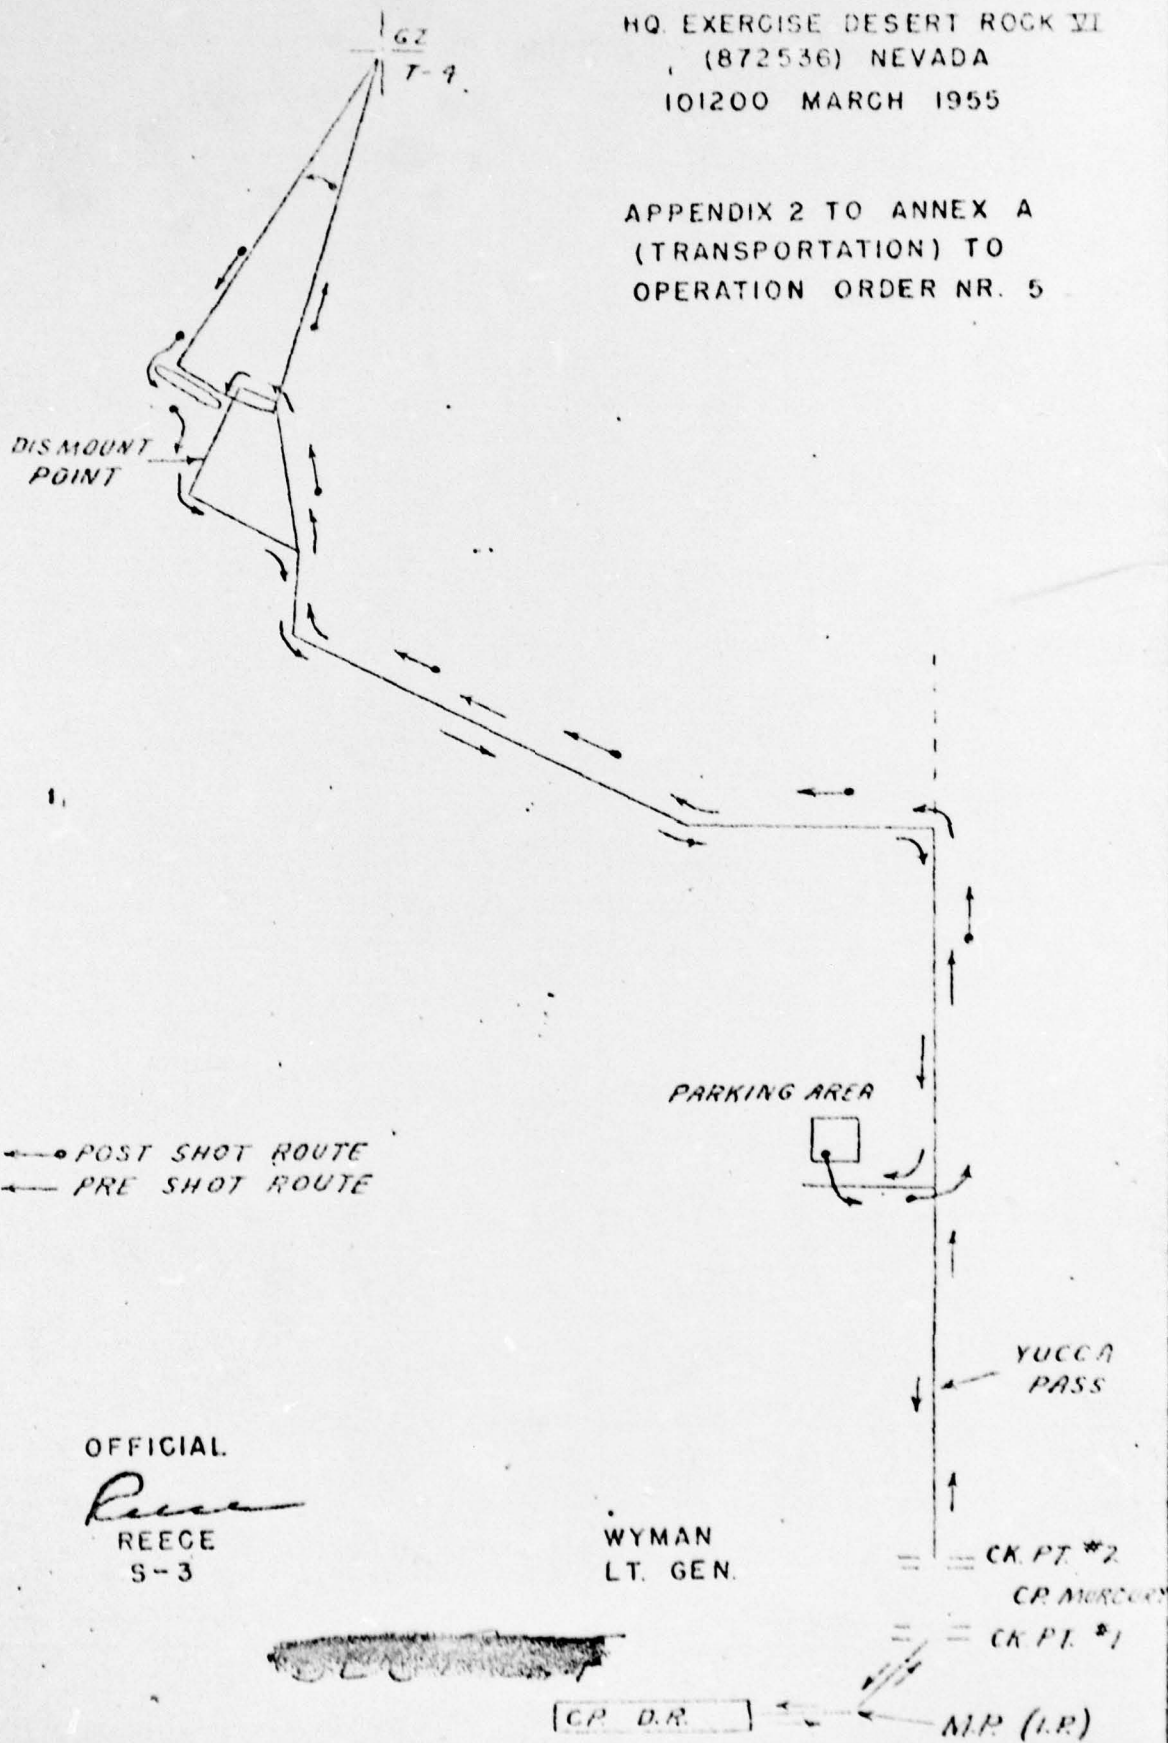 HQ. EXERCISE DESERT ROCK VI
(872536) NEVADA
101200 MARCH 1955
GZ
T-4
APPENDIX 2 TO ANNEX A
(TRANSPORTATION) TO
OPERATION ORDER NR. 5
DISMOUNT
POINT
PARKING AREA
POST SHOT ROUTE
PRE SHOT ROUTE
YUCCA
PASS
OFFICIAL
Reece
REECE
S-3
WYMAN
LT. GEN.
CK. PT. #2
CP. MURCURY
CK. PT. #1
C.P. D.R.
M.P. (I.P.)